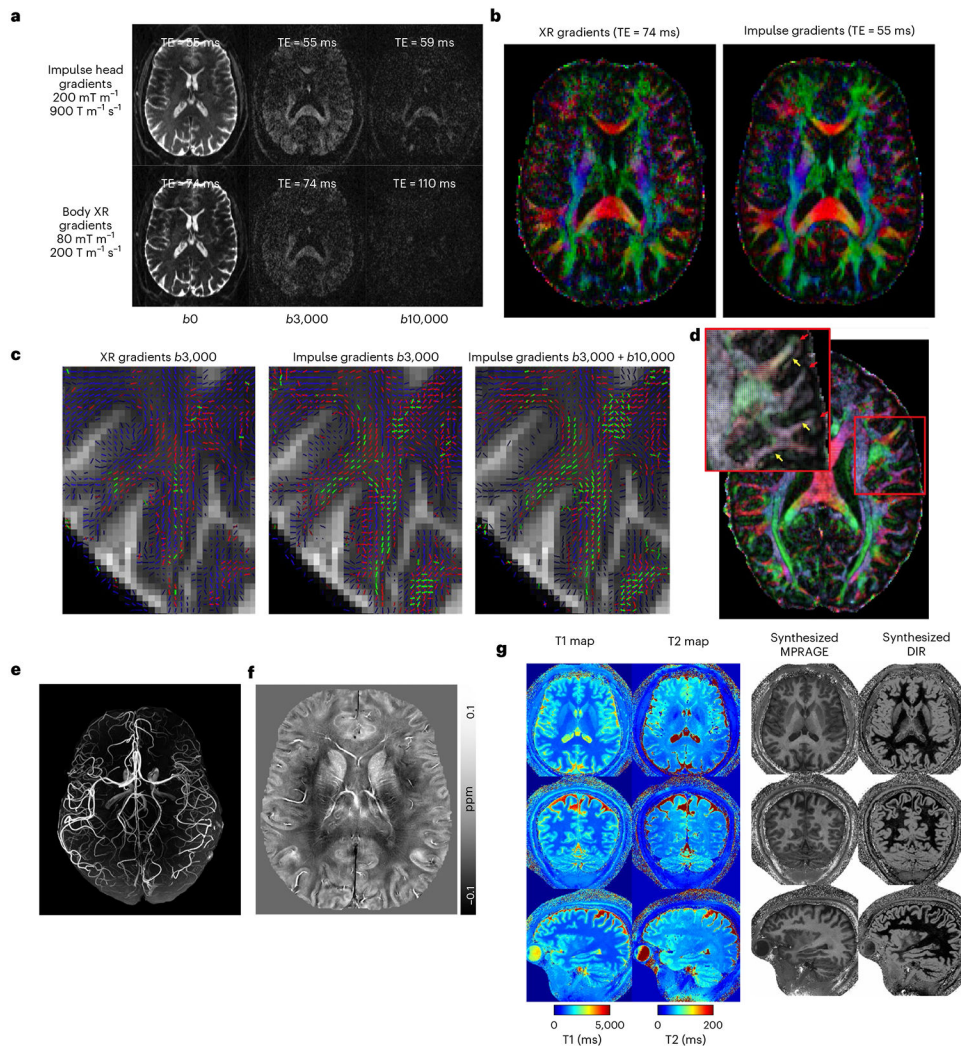 a
TE = 55 ms
TE = 55 ms
TE = 59 ms
Impulse head
gradients
200 mT m⁻¹
900 T m⁻¹ s⁻¹
TE = 74 ms
TE = 74 ms
TE = 110 ms
Body XR
gradients
80 mT m⁻¹
200 T m⁻¹ s⁻¹
b0
b3,000
b10,000
b
XR gradients (TE = 74 ms)
Impulse gradients (TE = 55 ms)
c
XR gradients b3,000
Impulse gradients b3,000
Impulse gradients b3,000 + b10,000
d
e
f
0.1
ppm
−0.1
g
T1 map
T2 map
Synthesized
MPRAGE
Synthesized
DIR
0
5,000
T1 (ms)
0
200
T2 (ms)